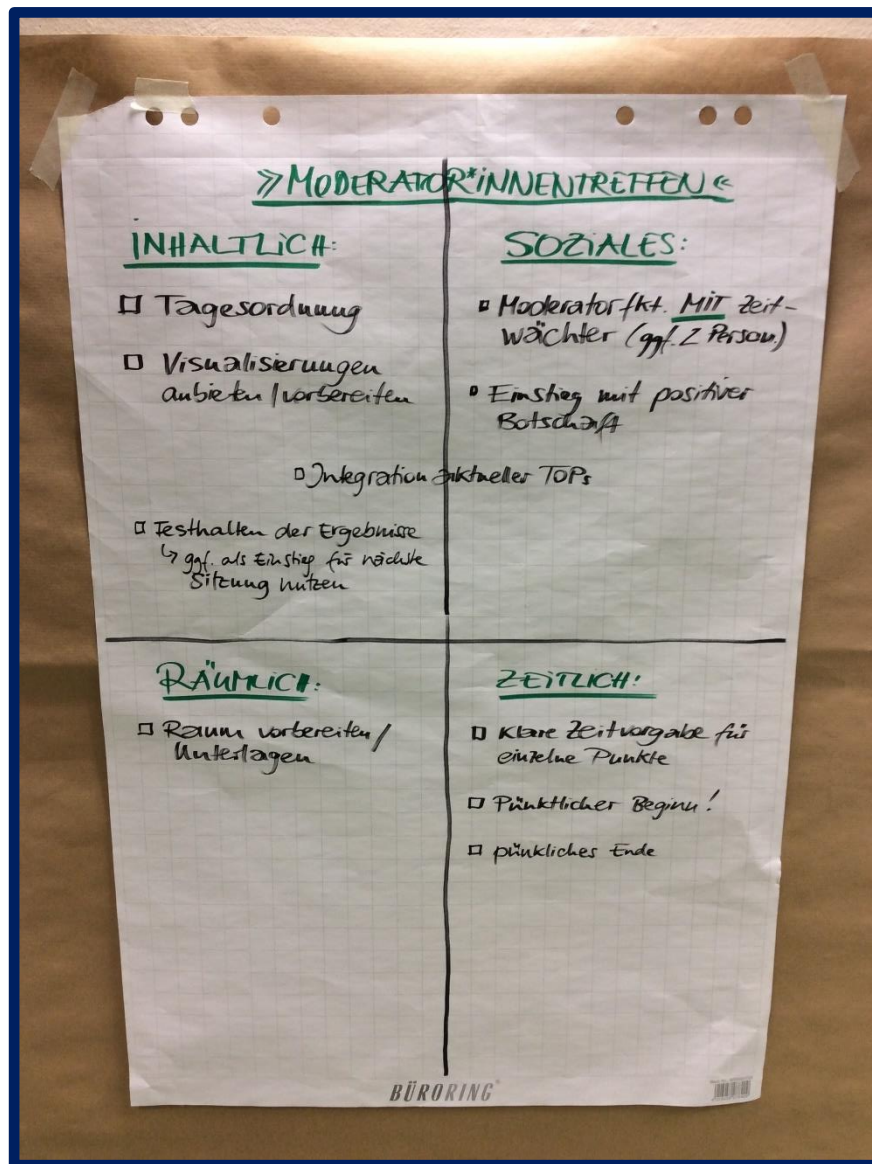 » MODERATOR*iNNENTREFFEN «
iNHALTLiCH:
□ Tagesordnung
□ Visualisierungen
anbieten / vorbereiten
SOZiALES:
□ Moderatorfkt. MiT Zeit-
wächter (ggf. 2 Person.)
□ Einstieg mit positiver
Botschaft
□ Integration aktueller TOPs
□ Festhalten der Ergebnisse
↳ ggf. als Einstieg für nächste
Sitzung nutzen
RÄUMLICH:
□ Raum vorbereiten /
Unterlagen
ZEiTLiCH:
□ Klare Zeitvorgabe für
einzelne Punkte
□ Pünktlicher Beginn!
□ pünkliches Ende
BÜRORING®